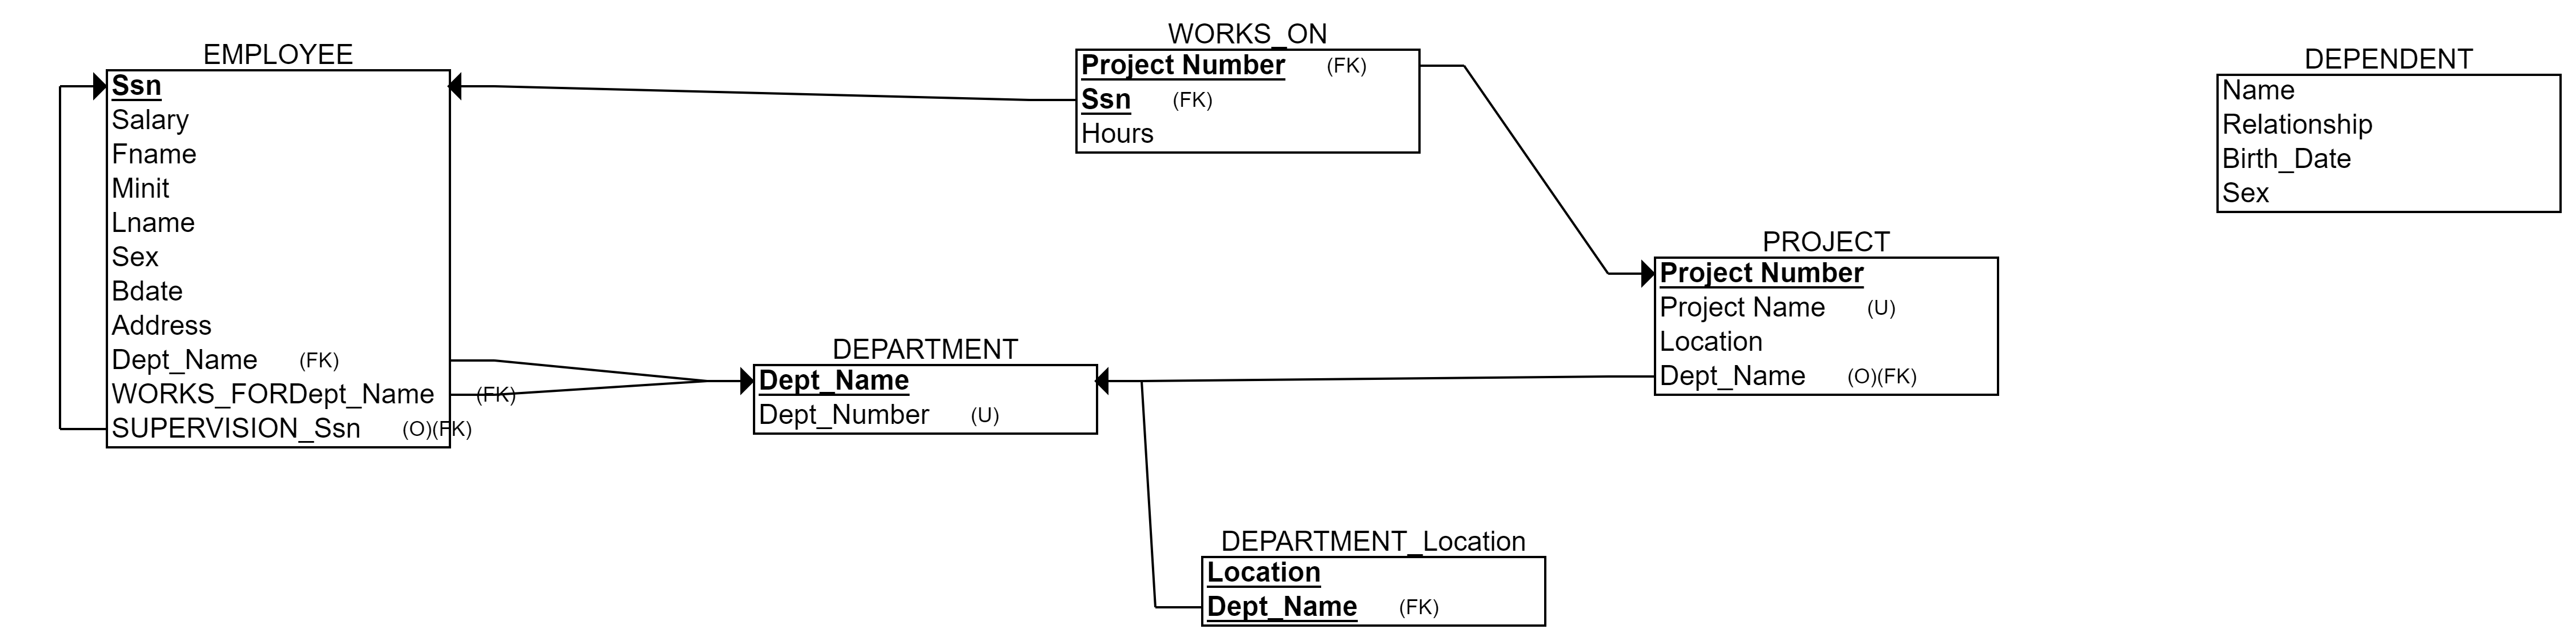 EMPLOYEE
Ssn
Salary
Fname
Minit
Lname
Sex
Bdate
Address
Dept_Name (FK)
WORKS_FORDept_Name (FK)
SUPERVISION_Ssn (O)(FK)
WORKS_ON
Project Number (FK)
Ssn (FK)
Hours
DEPENDENT
Name
Relationship
Birth_Date
Sex
PROJECT
Project Number
Project Name (U)
Location
Dept_Name (O)(FK)
DEPARTMENT
Dept_Name
Dept_Number (U)
DEPARTMENT_Location
Location
Dept_Name (FK)